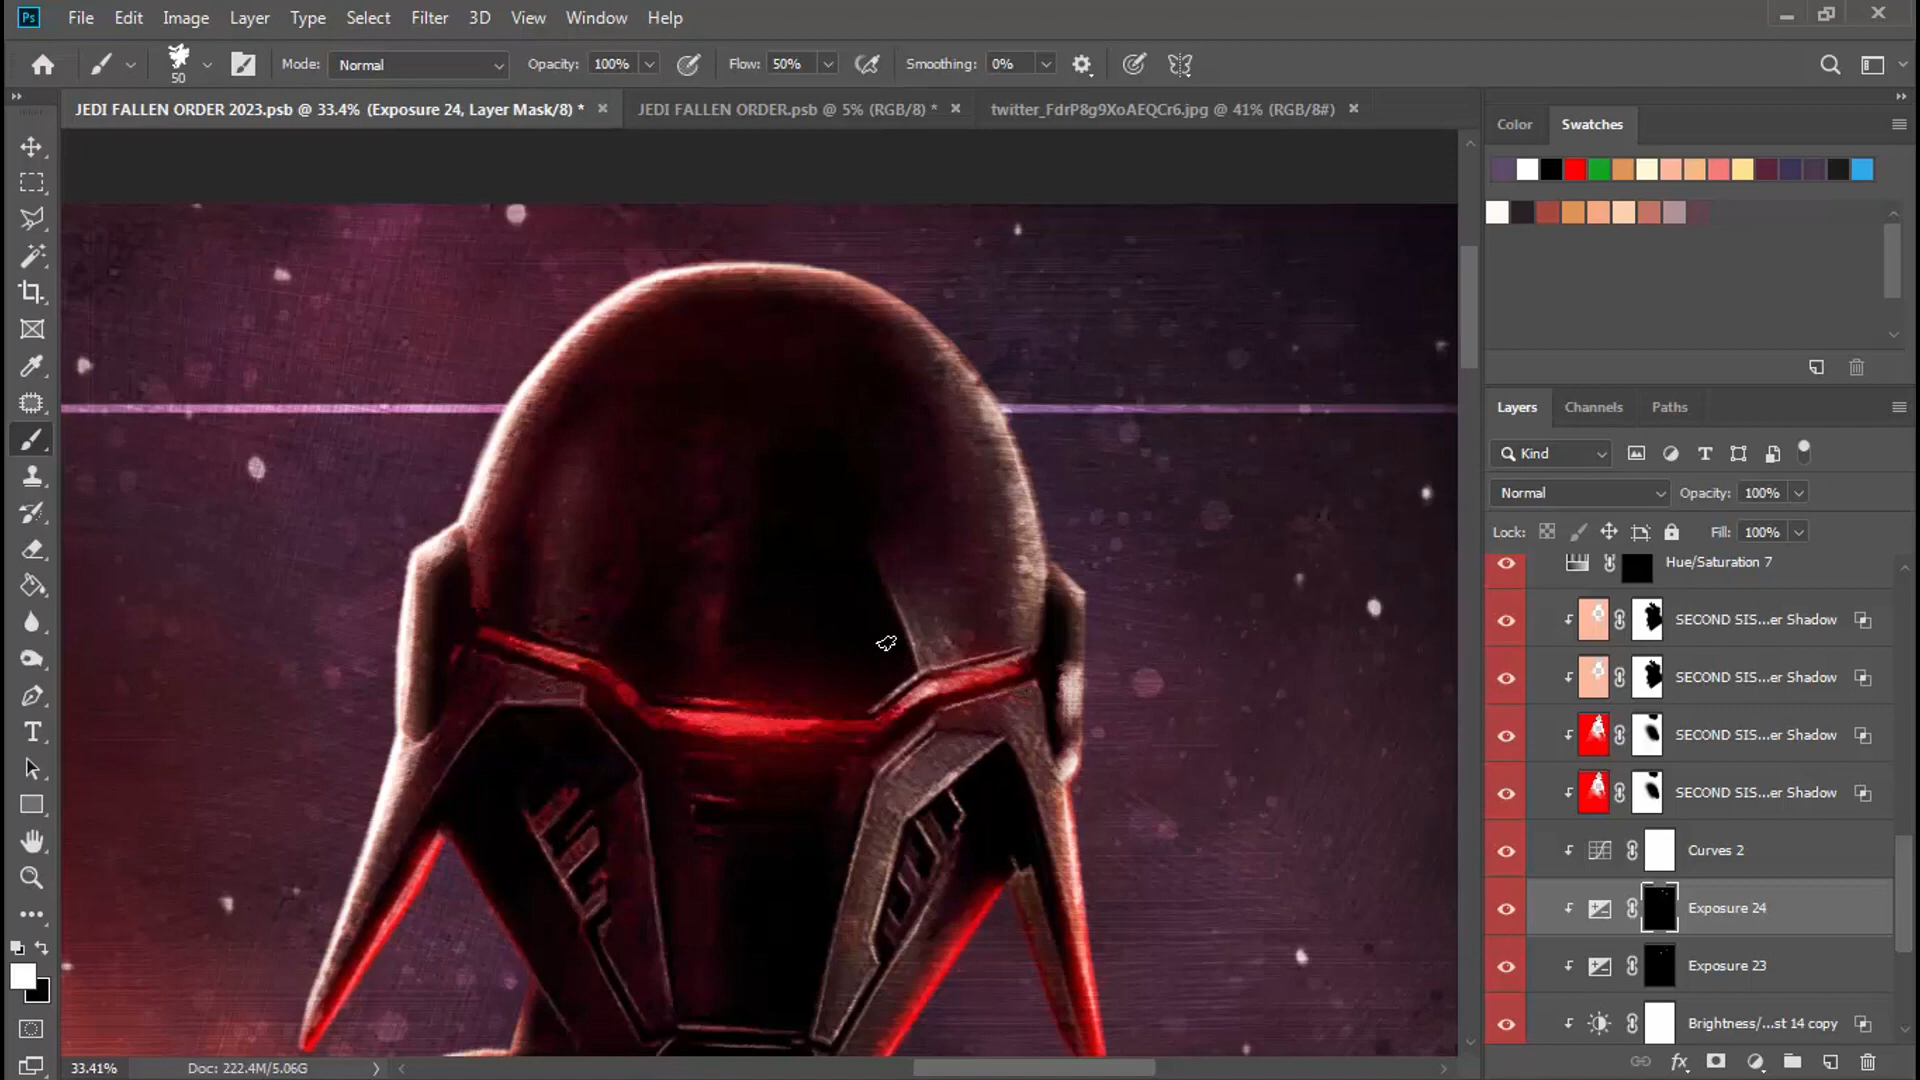 Ps File Edit Image Layer Type Select Filter 3D View Window Help
50 Mode: Normal Opacity: 100% Flow: 50% Smoothing: 0%
JEDI FALLEN ORDER 2023.psb @ 33.4% (Exposure 24, Layer Mask/8) * JEDI FALLEN ORDER.psb @ 5% (RGB/8) * twitter_FdrP8g9XoAEQCr6.jpg @ 41% (RGB/8#)
Color Swatches
Layers Channels Paths
Kind
Normal Opacity: 100%
Lock: Fill: 100%
Hue/Saturation 7
SECOND SIS...er Shadow
SECOND SIS...er Shadow
SECOND SIS...er Shadow
SECOND SIS...er Shadow
Curves 2
Exposure 24
Exposure 23
Brightness/...st 14 copy
33.41% Doc: 222.4M/5.06G